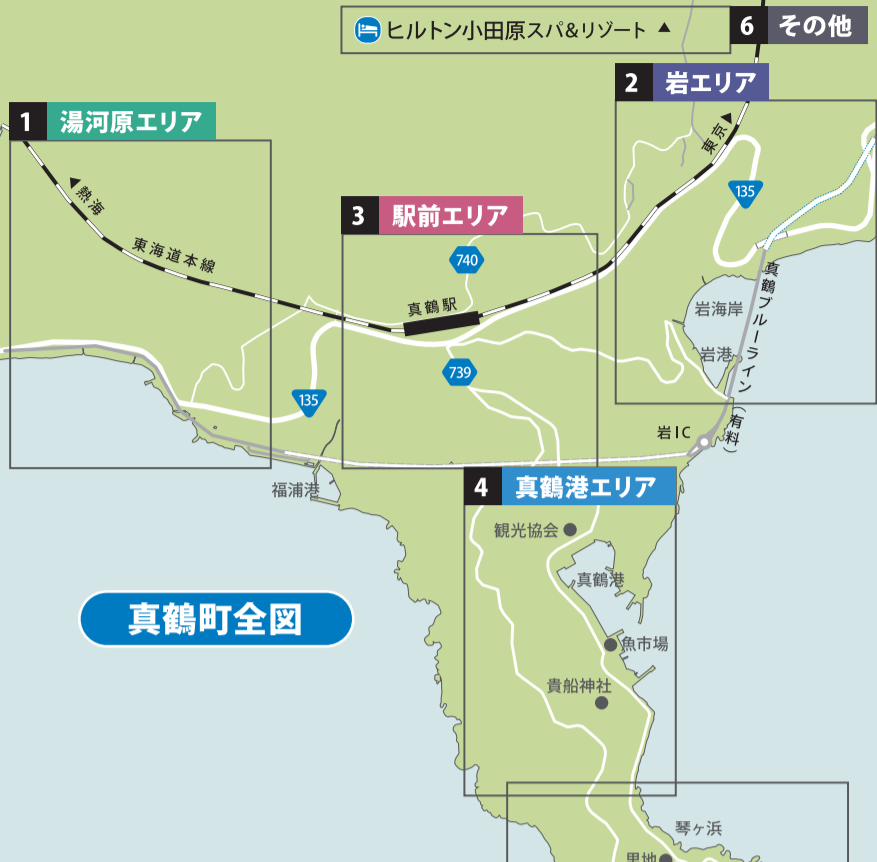 ヒルトン小田原スパ&リゾート ▲
6 その他
2 岩エリア
1 湯河原エリア
東京
135
熱海
3 駅前エリア
東海道本線
740
真鶴駅
真鶴ブルーライン(有料)
岩海岸
岩港
739
135
岩IC
福浦港
4 真鶴港エリア
観光協会
真鶴港
真鶴町全図
魚市場
貴船神社
琴ヶ浜